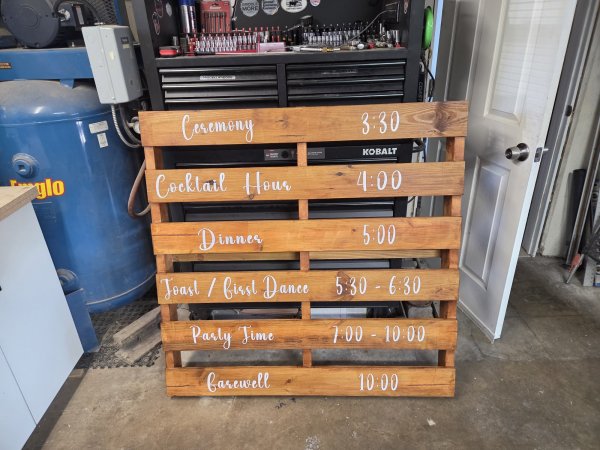 Ceremony 3:30
KOBALT
Cocktail Hour 4:00
Dinner 5:00
Toast / First Dance 5:30 - 6:30
Party Time 7:00 - 10:00
Farewell 10:00